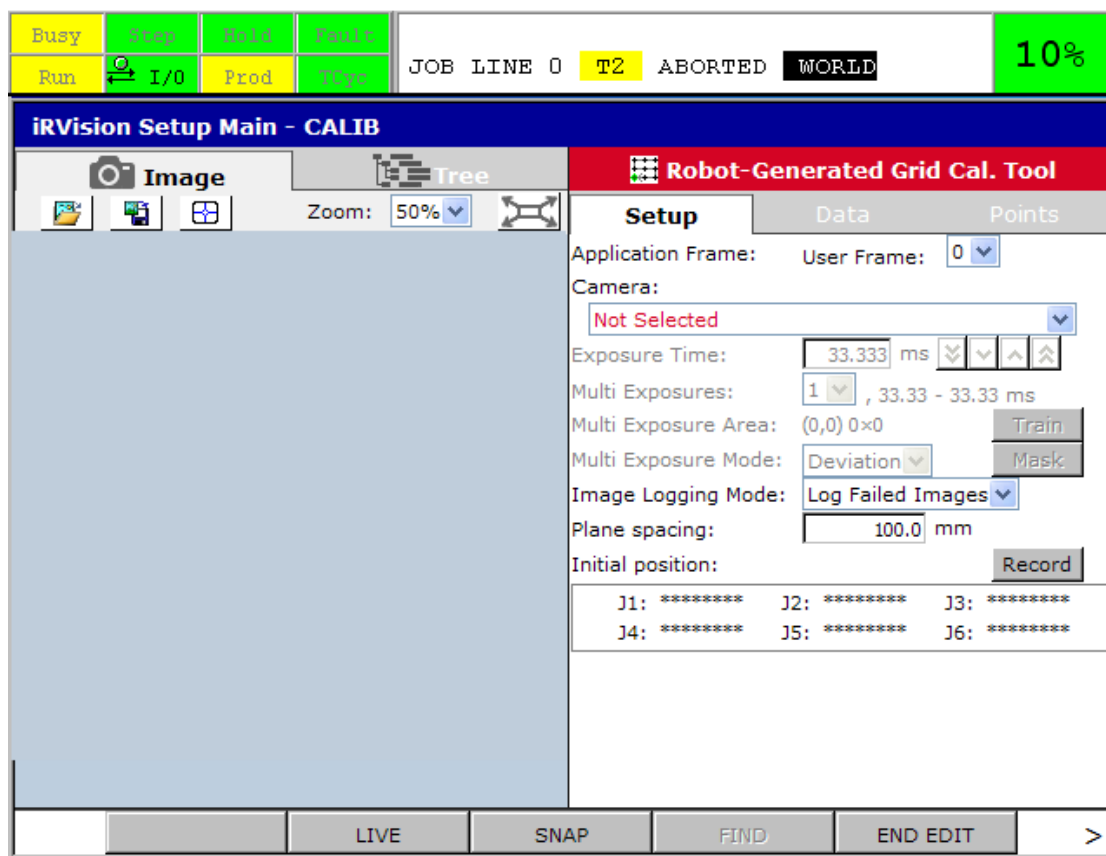 Busy Step Hold Fault
Run I/O Prod TCyc
JOB LINE 0 T2 ABORTED WORLD
10%
iRVision Setup Main - CALIB
Image Tree
Zoom: 50%
Robot-Generated Grid Cal. Tool
Setup Data Points
Application Frame: User Frame: 0
Camera:
Not Selected
Exposure Time: 33.333 ms
Multi Exposures: 1 , 33.33 - 33.33 ms
Multi Exposure Area: (0,0) 0×0 Train
Multi Exposure Mode: Deviation Mask
Image Logging Mode: Log Failed Images
Plane spacing: 100.0 mm
Initial position: Record
J1: ******** J2: ******** J3: ********
J4: ******** J5: ******** J6: ********
LIVE SNAP FIND END EDIT >